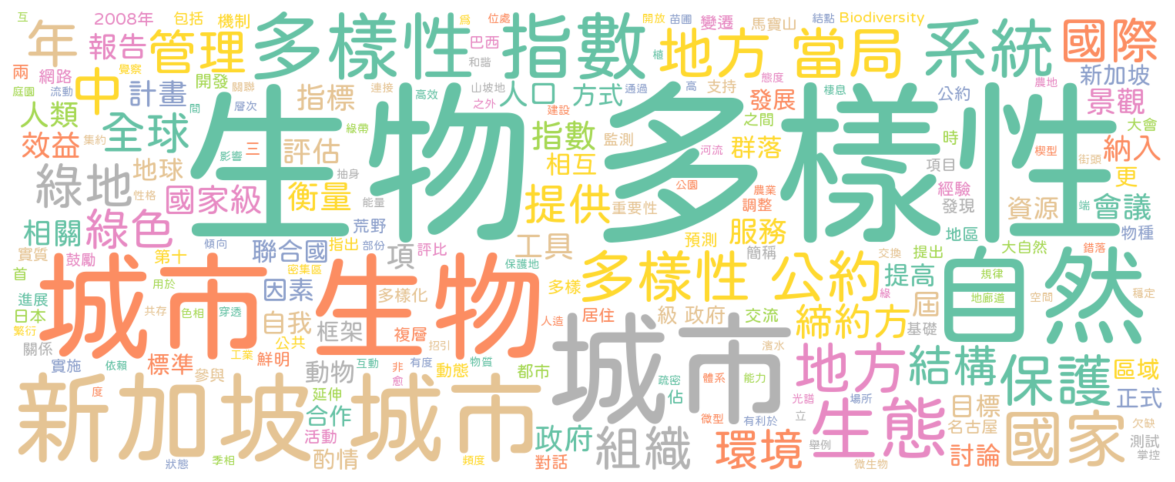 互
2008年 包括 機制
年 報告 管理 多樣性 指數 地方 當局 系統 國際
為 位處 開放 苗圃 變遷 結點 Biodiversity
巴西 馬寶山
兩 網路 覺察 和諧 槽 態度 農地 新加坡
庭園 流動 中 計畫 開發 關聯 指標 連接 高效 山坡地 人口 方式 通過 高 支持 發展 棲息 公約 景觀
人類 間 層次 綠帶 之外 建設 之間 時 大會
效益 集約 全球 影響 三 評估 生物 多樣性 指數 監測 河流 群落 項目 楔型 街頭 納入
地球 抽身 相互 公園 農業 經驗 更
綠地 性格 國家級 衡量 能量 提供 重要性 調整 發現 資源 端 會議
相關 綠色 傾向 聯合國 指出 荒野 部份 項 評比 工具 預測 服務 簡稱 交換 提出 地區 大自然 物種 錯落
實質 鼓勵 第十 密集區 保護地
首 用於 因素 多樣化 多樣 多樣性 公約 提高 規律 自然
進展 城市 生物 綠 屆 地廊道
日本 共存 色相 穿透 自我 框架 複層 人造 居住 級 政府 交流 締約方 基礎 空間 穩定
繁衍 公共 招引 濱水
關係 實施 依賴 標準 工業 鮮明 動物 互動 有度 物質 城市 地方 結構 保護 區域
度 參與 非 愈 動態 都市 疏密 體系 能力 光譜 場所 目標 正式
新加坡 城市 延伸 合作 頻度 佔 微型 有利於 立 生態 名古屋 國家 欠缺
活動 政府 組織 環境 舉例 討論 測試
狀態 季相 酌情 對話 微生物 掌控